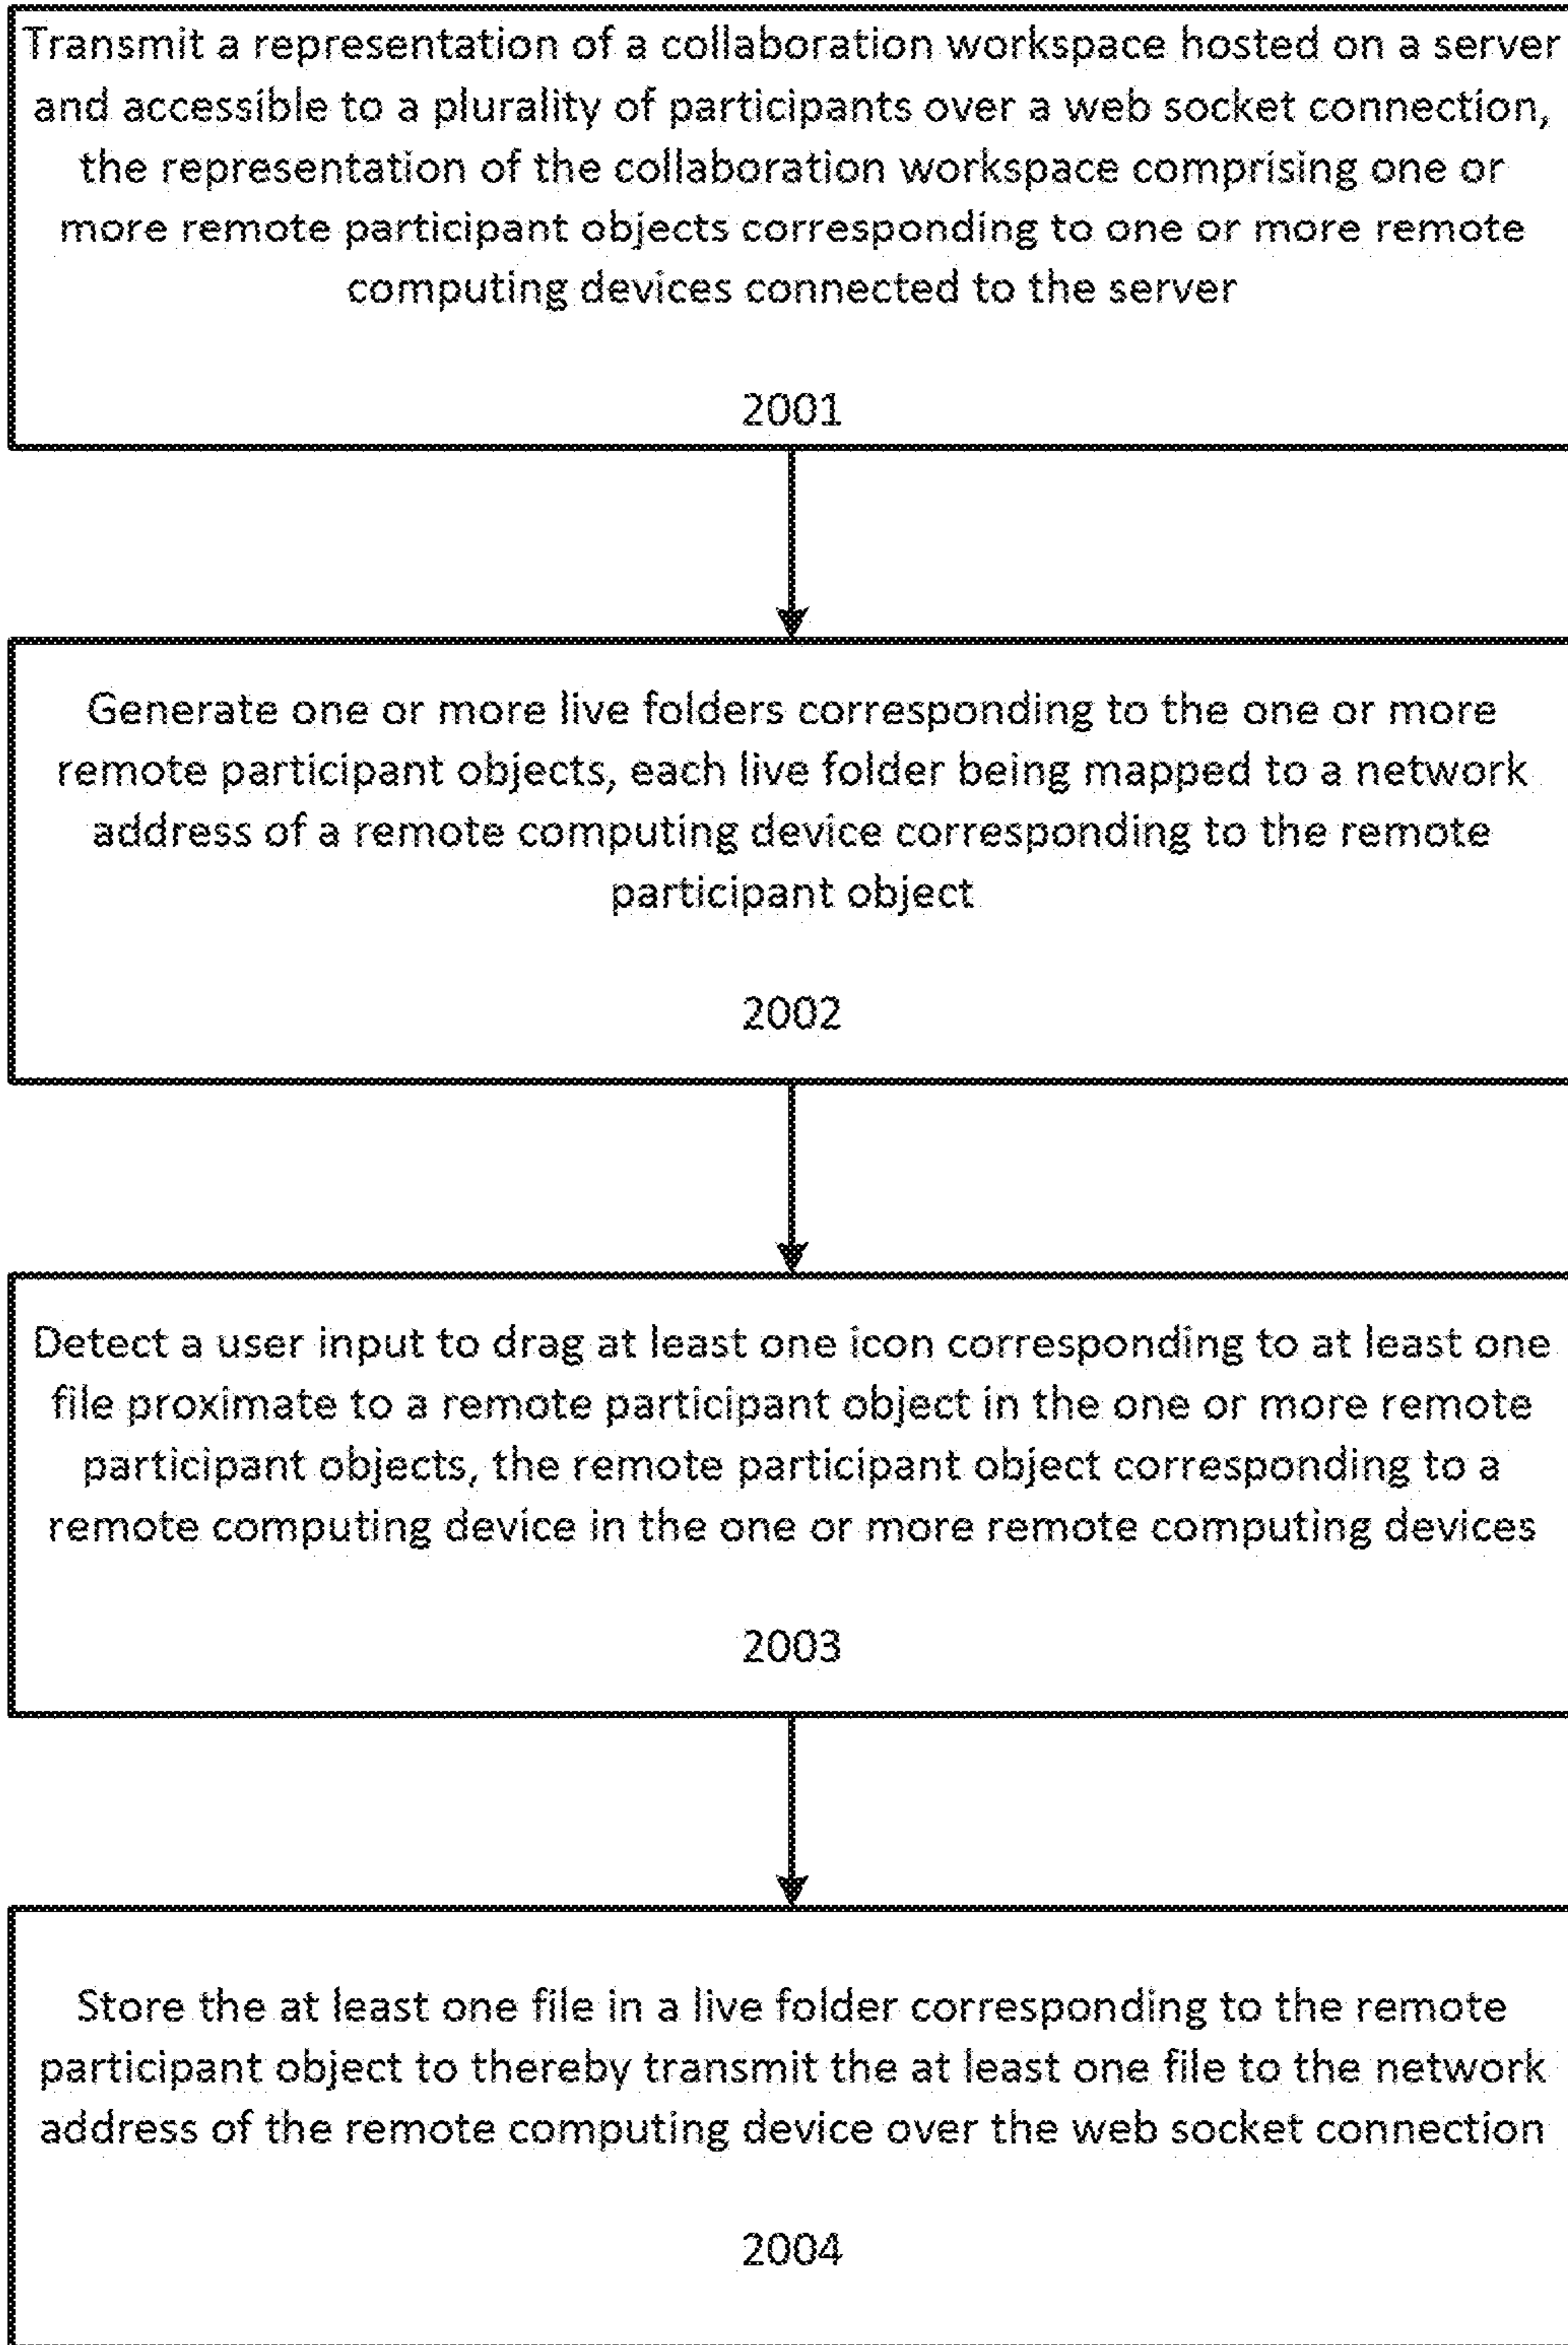 Transmit a representation of a collaboration workspace hosted on a server
and accessible to a plurality of participants over a web socket connection,
the representation of the collaboration workspace comprising one or
more remote participant objects corresponding to one or more remote
computing devices connected to the server
2001
Generate one or more live folders corresponding to the one or more
remote participant objects, each live folder being mapped to a network
address of a remote computing device corresponding to the remote
participant object
2002
Detect a user input to drag at least one icon corresponding to at least one
file proximate to a remote participant object in the one or more remote
participant objects, the remote participant object corresponding to a
remote computing device in the one or more remote computing devices
2003
Store the at least one file in a live folder corresponding to the remote
participant object to thereby transmit the at least one file to the network
address of the remote computing device over the web socket connection
2004